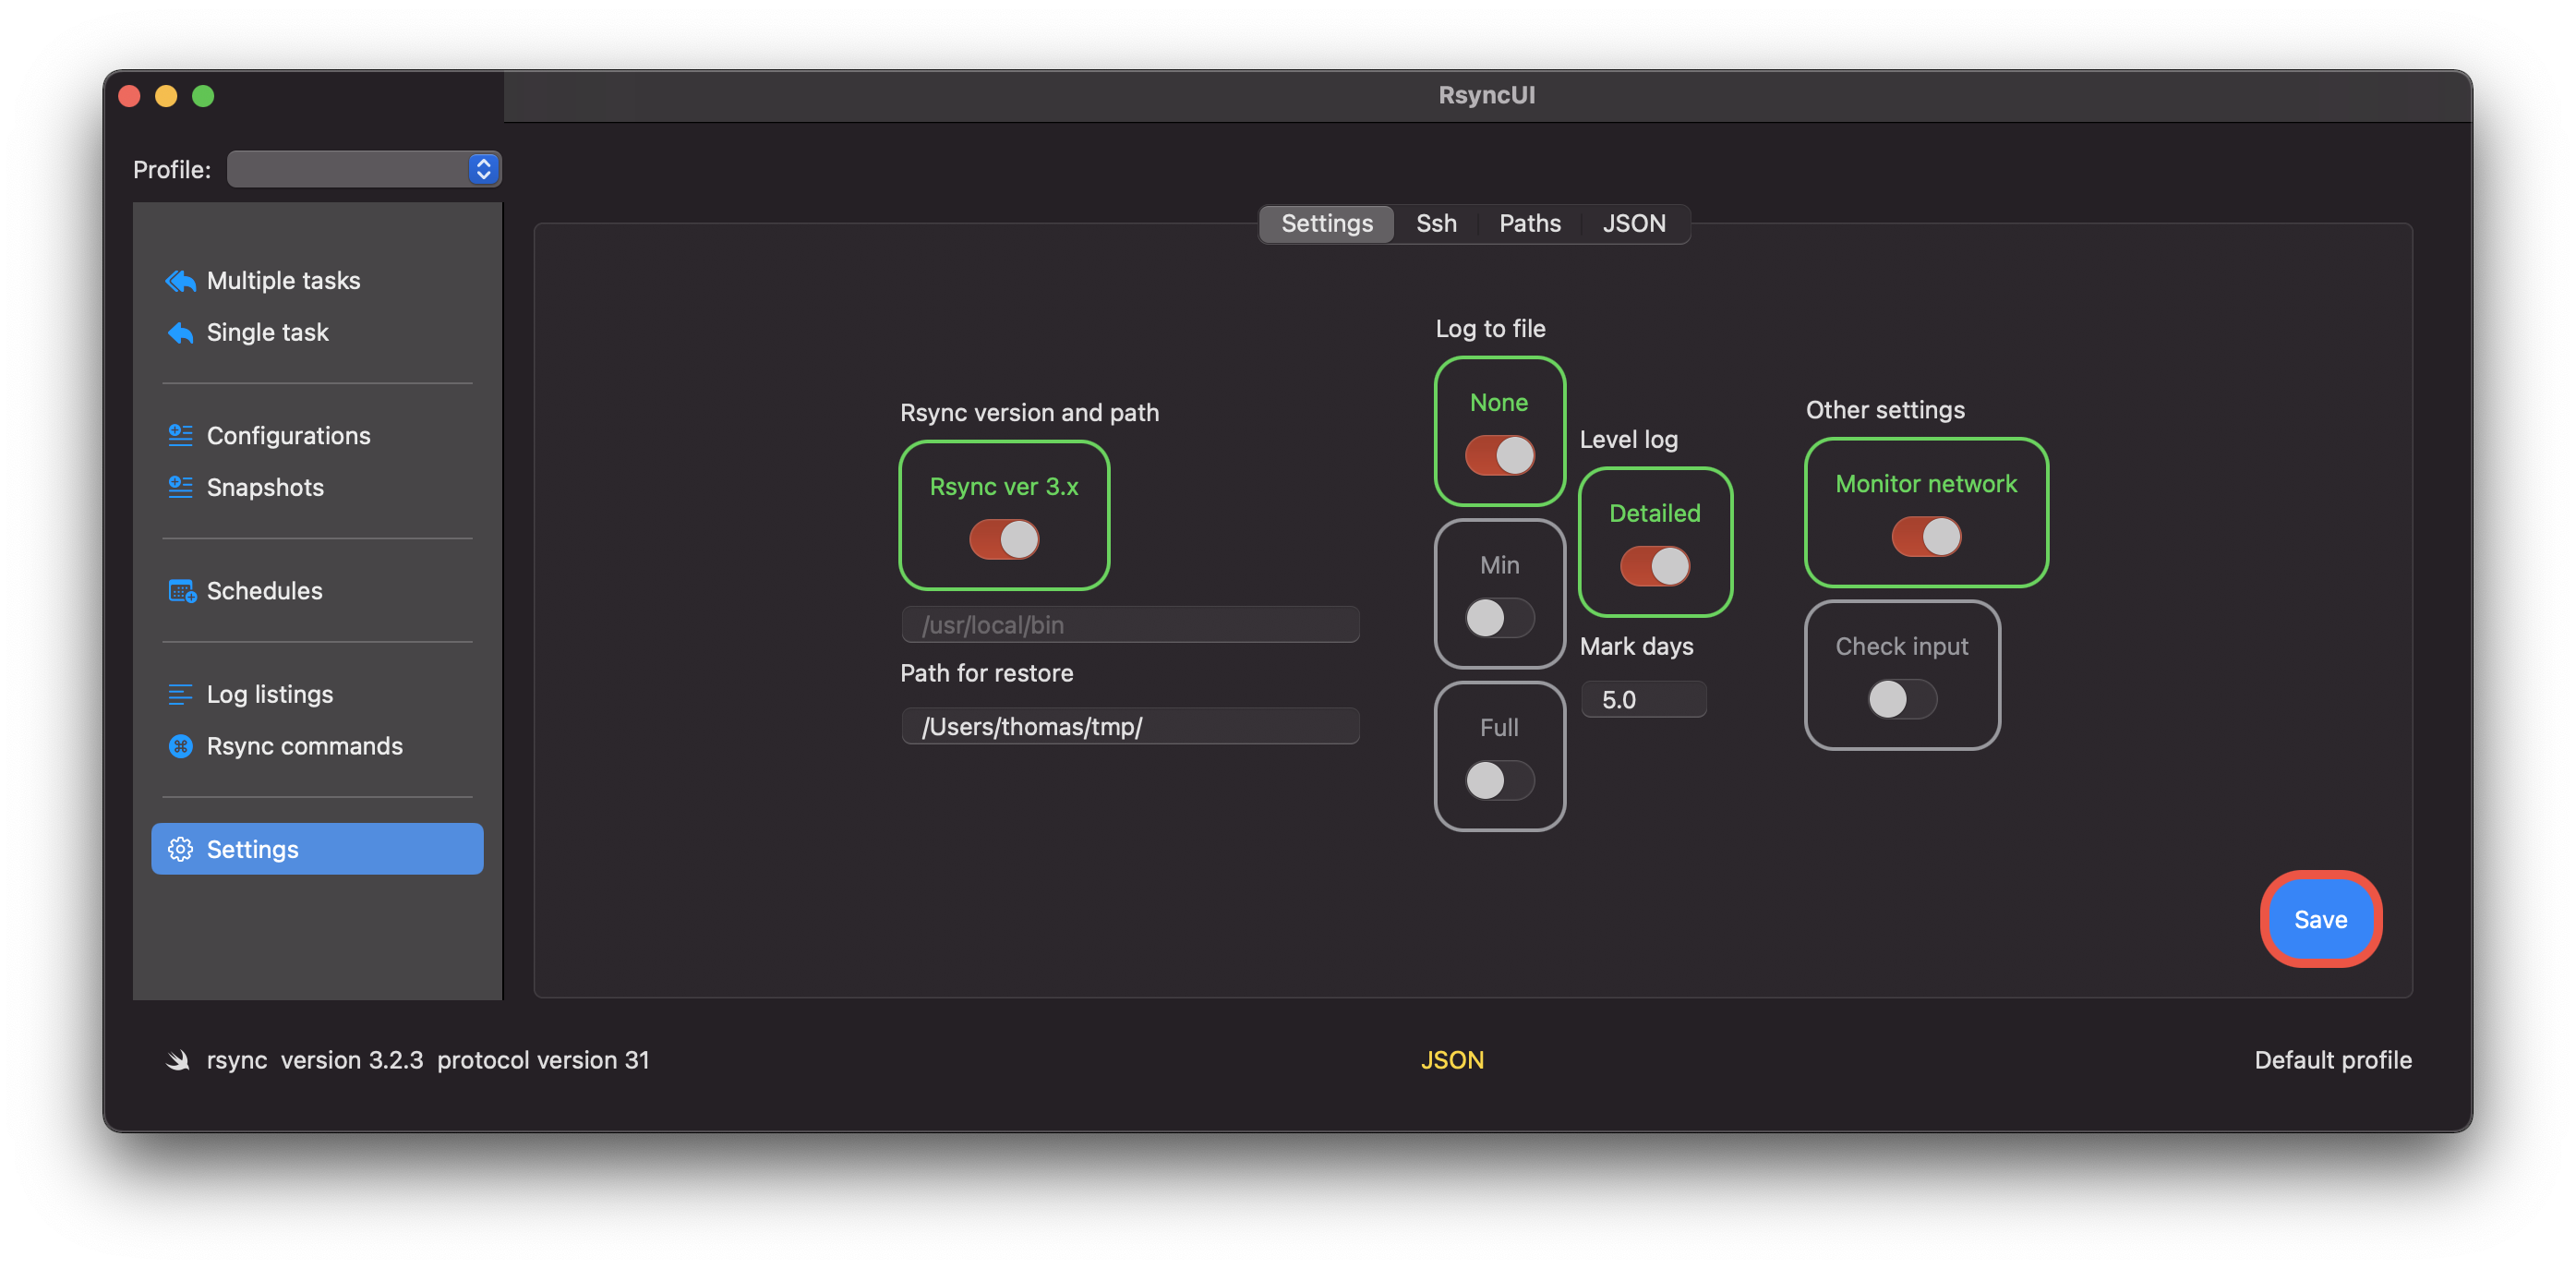 RsyncUI
Profile:
Multiple tasks
Single task
Configurations
Snapshots
Schedules
Log listings
Rsync commands
Settings
Settings Ssh Paths JSON
Rsync version and path
Rsync ver 3.x
/usr/local/bin
Path for restore
/Users/thomas/tmp/
Log to file
None
Min
Full
Level log
Detailed
Mark days
5.0
Other settings
Monitor network
Check input
Save
rsync version 3.2.3 protocol version 31
JSON
Default profile